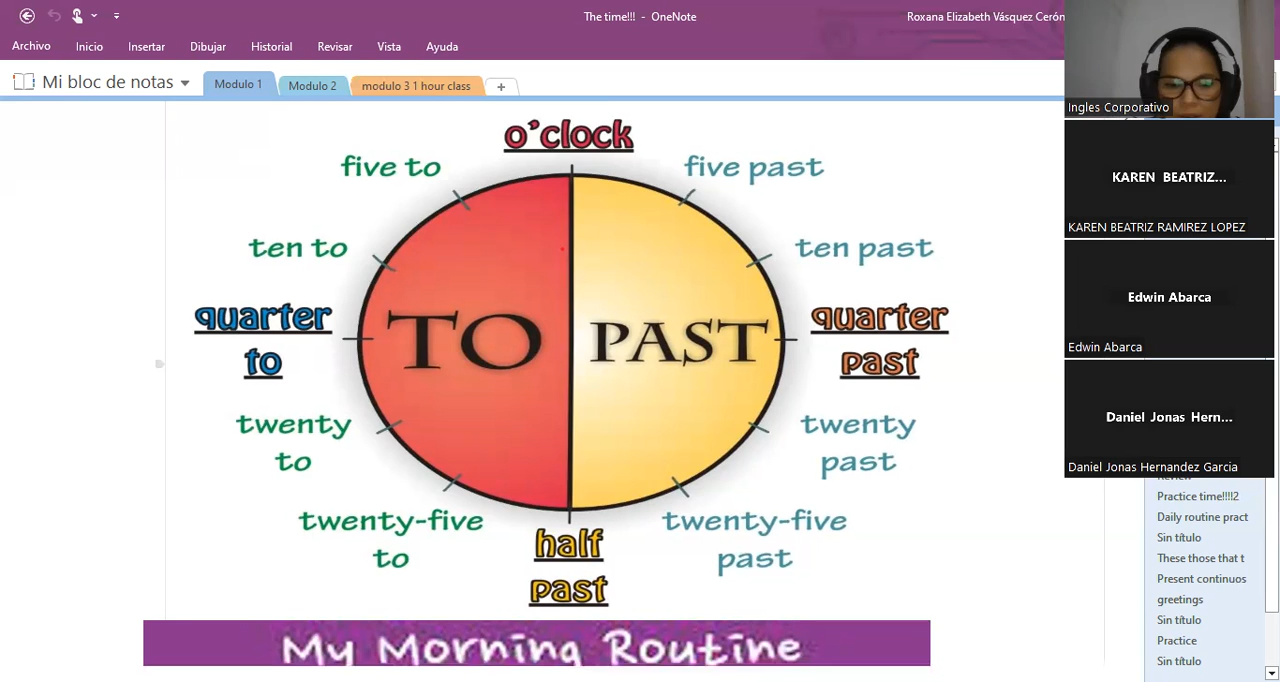 The time!!! - OneNote
Roxana Elizabeth Vásquez Cerón
Archivo
Inicio
Insertar
Dibujar
Historial
Revisar
Vista
Ayuda
Mi bloc de notas
Modulo 1
Modulo 2
modulo 3 1 hour class
o'clock
five to
five past
ten to
ten past
quarter
to
quarter
past
TO
PAST
twenty
to
twenty
past
twenty-five
to
twenty-five
past
half
past
My Morning Routine
Ingles Corporativo
KAREN BEATRIZ...
KAREN BEATRIZ RAMIREZ LOPEZ
Edwin Abarca
Edwin Abarca
Daniel Jonas Hern...
Daniel Jonas Hernandez Garcia
Review
Practice time!!!!2
Daily routine pract
Sin título
These those that t
Present continuos
greetings
Sin título
Practice
Sin título